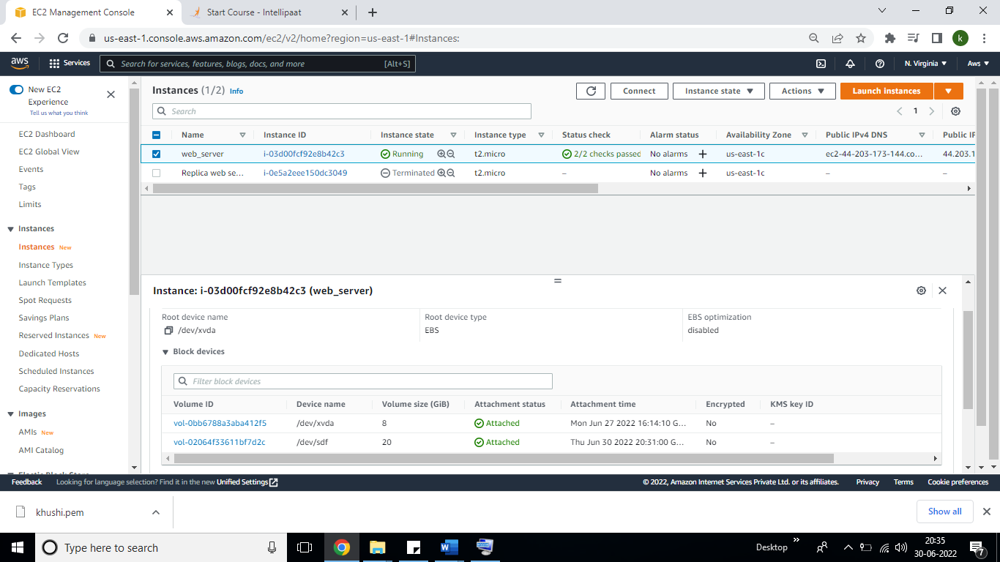 EC2 Management Console
Start Course - Intellipaat
us-east-1.console.aws.amazon.com/ec2/v2/home?region=us-east-1#Instances:
k
aws
Services
Search for services, features, blogs, docs, and more
[Alt+S]
N. Virginia
Aws
New EC2
Experience
Tell us what you think
EC2 Dashboard
EC2 Global View
Events
Tags
Limits
Instances
Instances New
Instance Types
Launch Templates
Spot Requests
Savings Plans
Reserved Instances New
Dedicated Hosts
Scheduled Instances
Capacity Reservations
Images
AMIs New
AMI Catalog
Instances (1/2) Info
Connect
Instance state
Actions
Launch instances
Search
1
Name Instance ID Instance state Instance type Status check Alarm status Availability Zone Public IPv4 DNS Public IP
web_server i-03d00fcf92e8b42c3 Running t2.micro 2/2 checks passed No alarms + us-east-1c ec2-44-203-173-144.co... 44.203.1
Replica web se... i-0e5a2eee150dc3049 Terminated t2.micro – No alarms + us-east-1c – –
Instance: i-03d00fcf92e8b42c3 (web_server)
Root device name
/dev/xvda
Root device type
EBS
EBS optimization
disabled
Block devices
Filter block devices
Volume ID Device name Volume size (GiB) Attachment status Attachment time Encrypted KMS key ID
vol-0bb6788a3aba412f5 /dev/xvda 8 Attached Mon Jun 27 2022 16:14:10 G... No –
vol-02064f33611bf7d2c /dev/sdf 20 Attached Thu Jun 30 2022 20:31:00 G... No –
Feedback
Looking for language selection? Find it in the new Unified Settings
© 2022, Amazon Internet Services Private Ltd. or its affiliates.
Privacy
Terms
Cookie preferences
khushi.pem
Show all
Type here to search
Desktop
20:35
30-06-2022
7